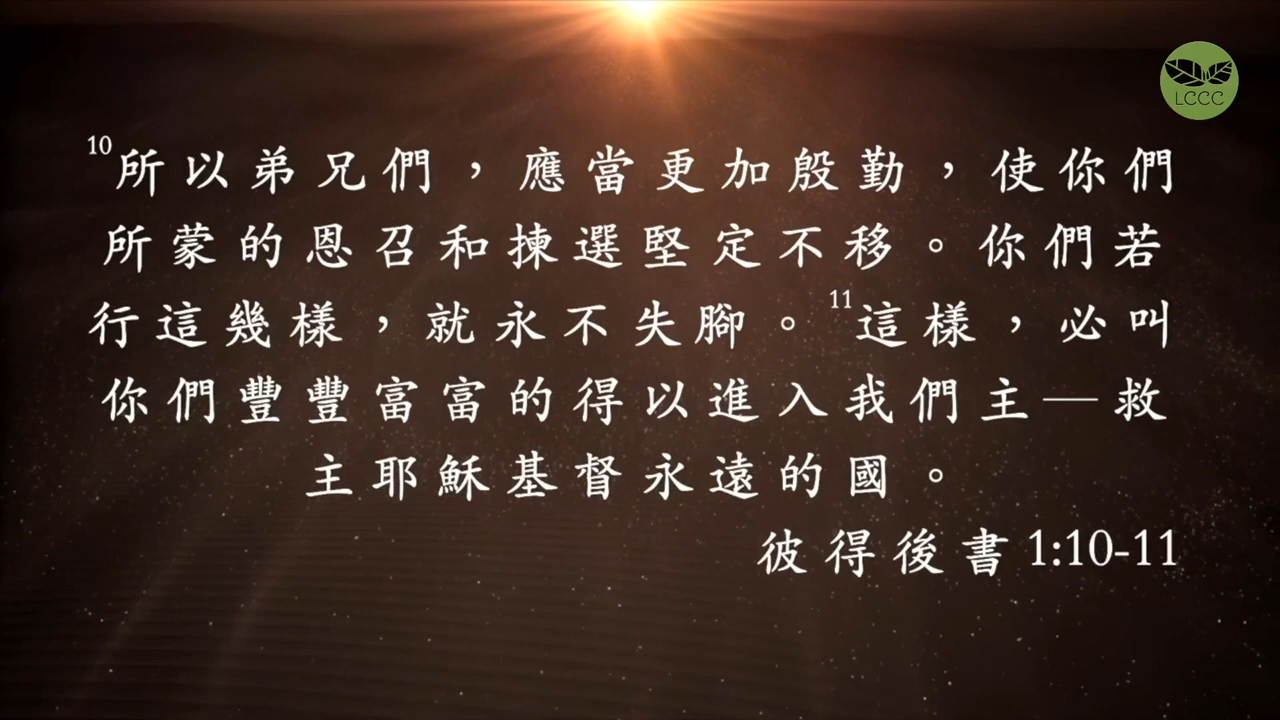 LCCC
10所以弟兄們，應當更加殷勤，使你們
所蒙的恩召和揀選堅定不移。你們若
行這幾樣，就永不失腳。11這樣，必叫
你們豐豐富富的得以進入我們主—救
主耶穌基督永遠的國。
彼得後書 1:10-11